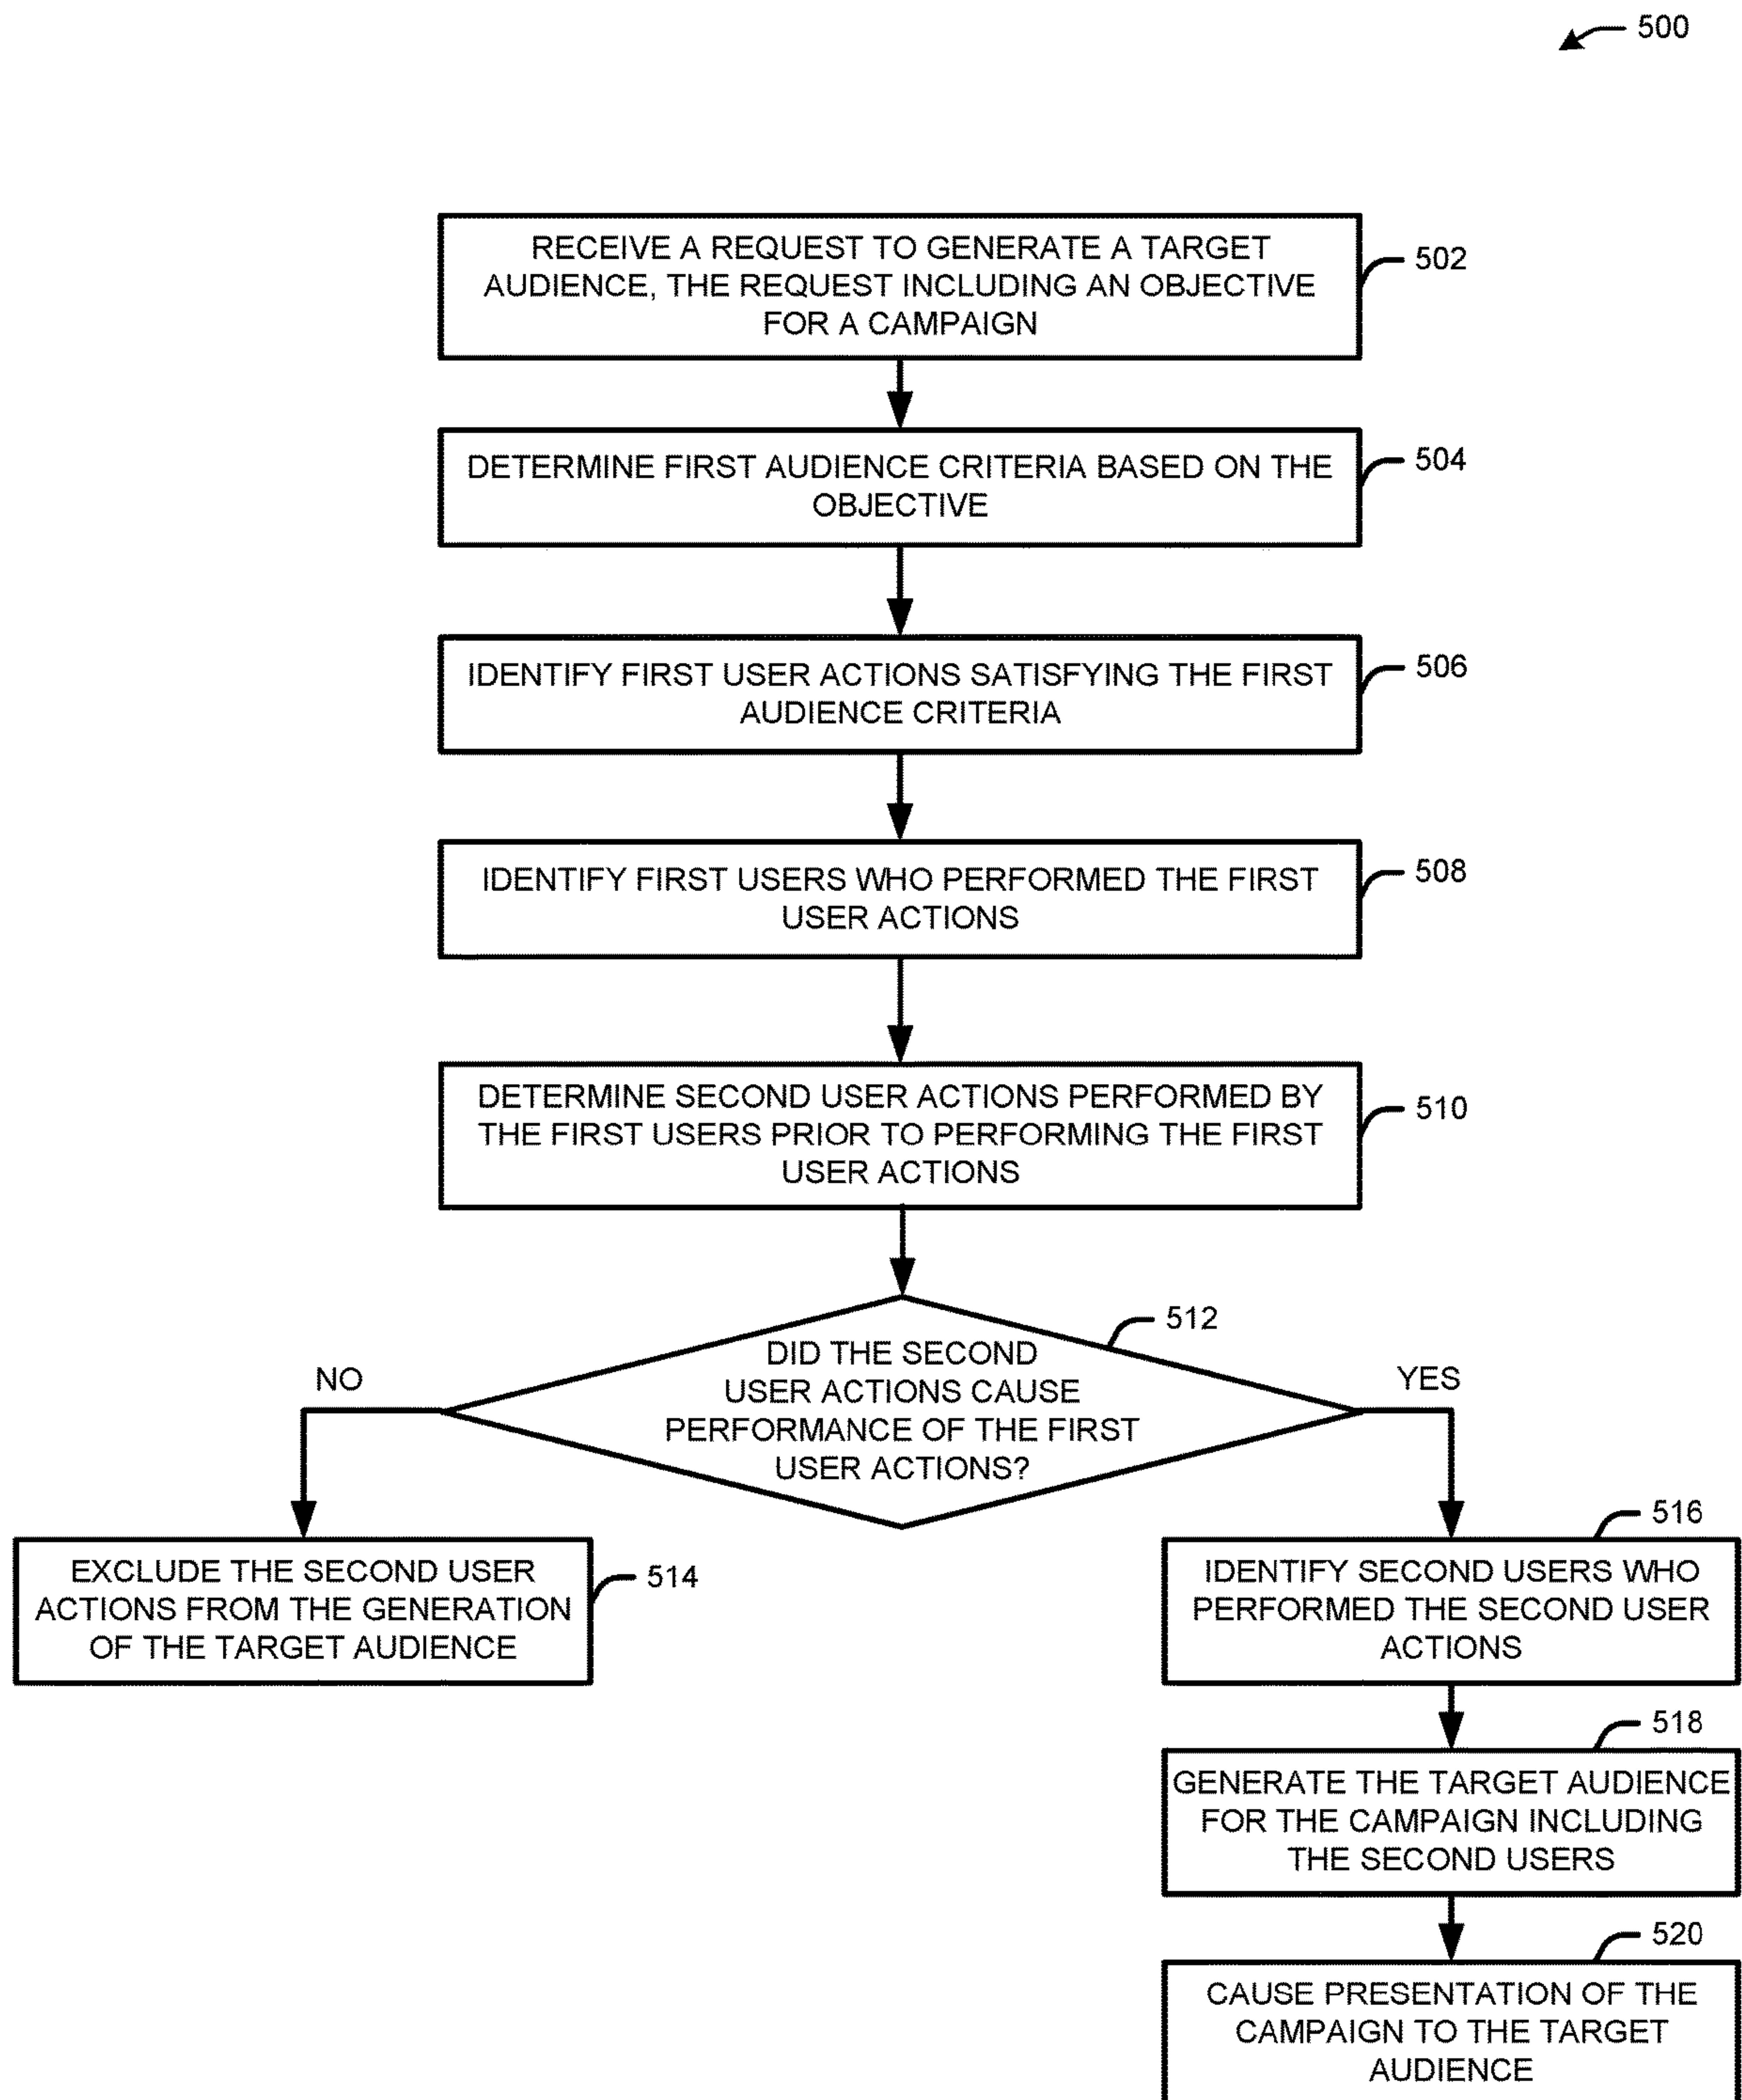 500
RECEIVE A REQUEST TO GENERATE A TARGET
AUDIENCE, THE REQUEST INCLUDING AN OBJECTIVE
FOR A CAMPAIGN
502
DETERMINE FIRST AUDIENCE CRITERIA BASED ON THE
OBJECTIVE
504
IDENTIFY FIRST USER ACTIONS SATISFYING THE FIRST
AUDIENCE CRITERIA
506
IDENTIFY FIRST USERS WHO PERFORMED THE FIRST
USER ACTIONS
508
DETERMINE SECOND USER ACTIONS PERFORMED BY
THE FIRST USERS PRIOR TO PERFORMING THE FIRST
USER ACTIONS
510
DID THE SECOND
USER ACTIONS CAUSE
PERFORMANCE OF THE FIRST
USER ACTIONS?
512
NO
YES
EXCLUDE THE SECOND USER
ACTIONS FROM THE GENERATION
OF THE TARGET AUDIENCE
514
516
IDENTIFY SECOND USERS WHO
PERFORMED THE SECOND USER
ACTIONS
518
GENERATE THE TARGET AUDIENCE
FOR THE CAMPAIGN INCLUDING
THE SECOND USERS
520
CAUSE PRESENTATION OF THE
CAMPAIGN TO THE TARGET
AUDIENCE